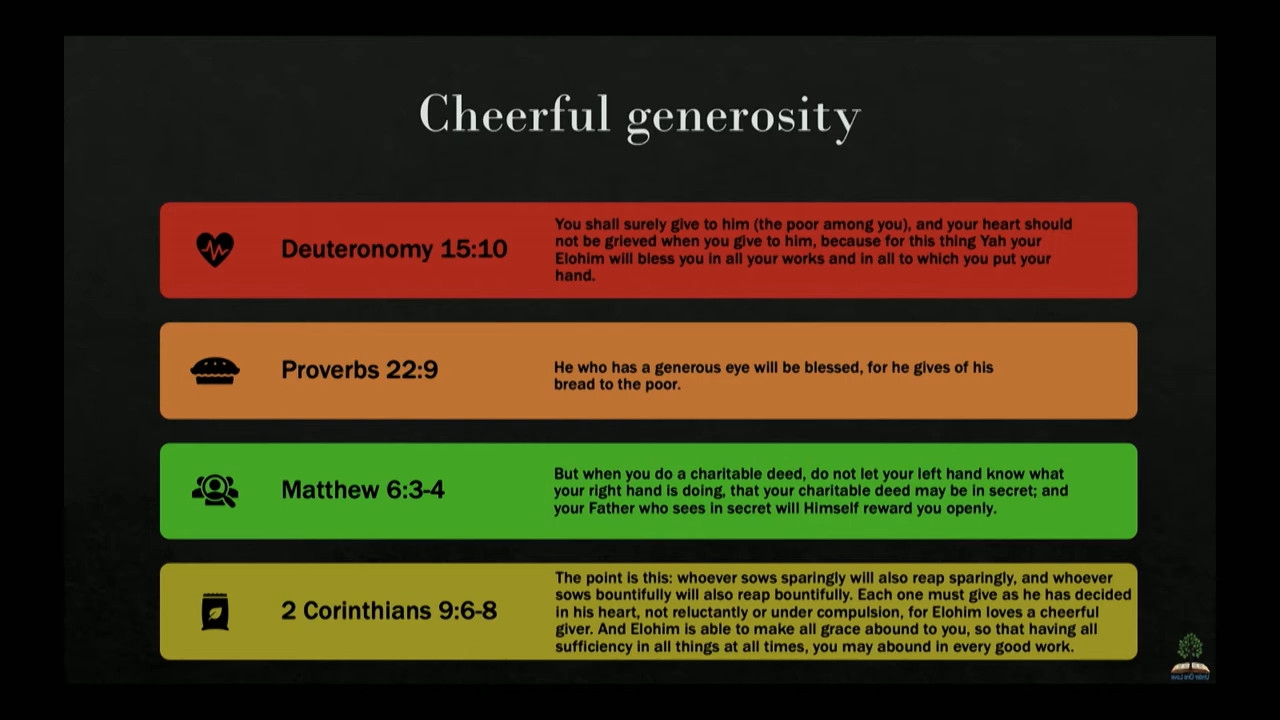 Cheerful generosity
Deuteronomy 15:10
You shall surely give to him (the poor among you), and your heart should
not be grieved when you give to him, because for this thing Yah your
Elohim will bless you in all your works and in all to which you put your
hand.
Proverbs 22:9
He who has a generous eye will be blessed, for he gives of his
bread to the poor.
Matthew 6:3-4
But when you do a charitable deed, do not let your left hand know what
your right hand is doing, that your charitable deed may be in secret; and
your Father who sees in secret will Himself reward you openly.
2 Corinthians 9:6-8
The point is this: whoever sows sparingly will also reap sparingly, and whoever
sows bountifully will also reap bountifully. Each one must give as he has decided
in his heart, not reluctantly or under compulsion, for Elohim loves a cheerful
giver. And Elohim is able to make all grace abound to you, so that having all
sufficiency in all things at all times, you may abound in every good work.